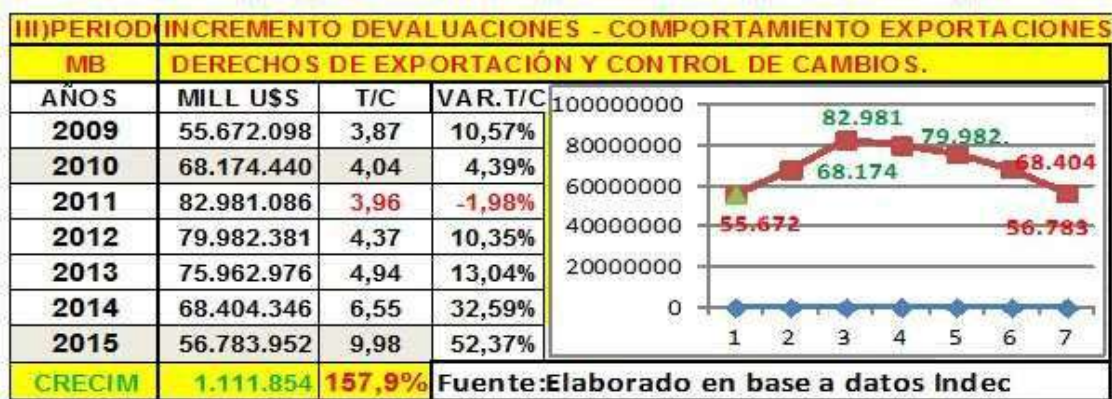 III)PERIODO INCREMENTO DEVALUACIONES - COMPORTAMIENTO EXPORTACIONES
MB DERECHOS DE EXPORTACIÓN Y CONTROL DE CAMBIOS.
AÑOS MILL U$S T/C VAR.T/C
2009 55.672.098 3,87 10,57%
2010 68.174.440 4,04 4,39%
2011 82.981.086 3,96 -1,98%
2012 79.982.381 4,37 10,35%
2013 75.962.976 4,94 13,04%
2014 68.404.346 6,55 32,59%
2015 56.783.952 9,98 52,37%
CRECIM 1.111.854 157,9% Fuente:Elaborado en base a datos Indec
100000000
80000000
60000000
40000000
20000000
0
82.981
79.982.
68.404
68.174
55.672
56.783
1 2 3 4 5 6 7